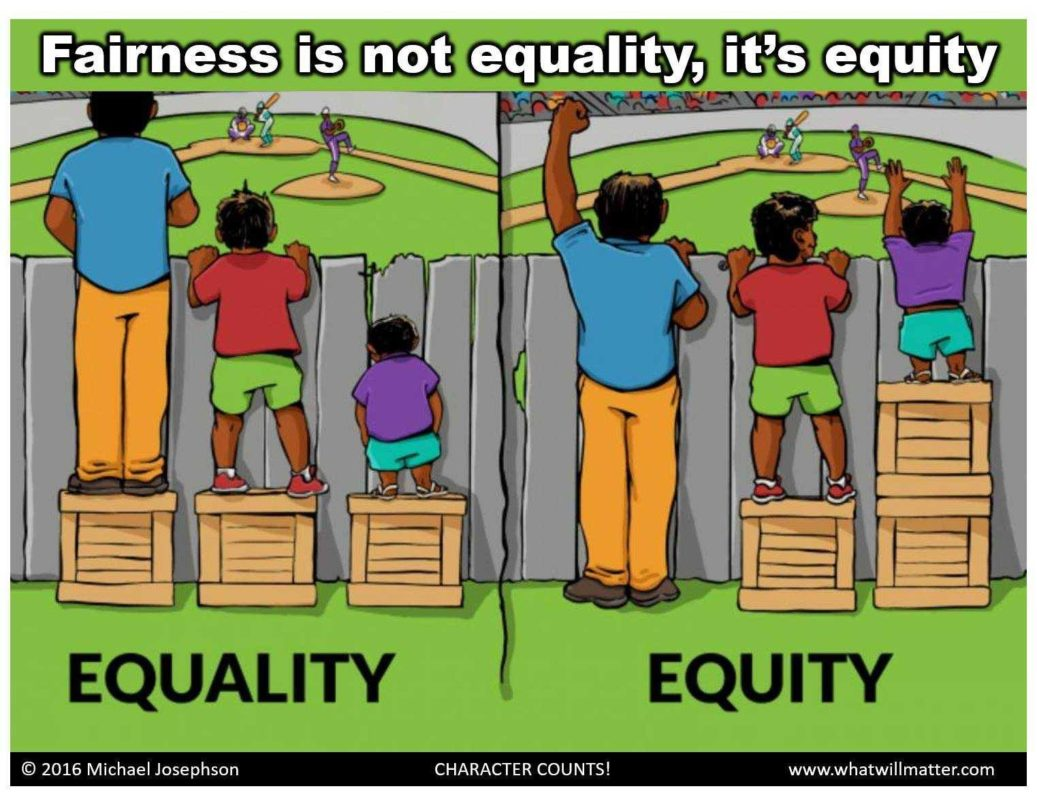 Fairness is not equality, it's equity
EQUALITY
EQUITY
© 2016 Michael Josephson
CHARACTER COUNTS!
www.whatwillmatter.com